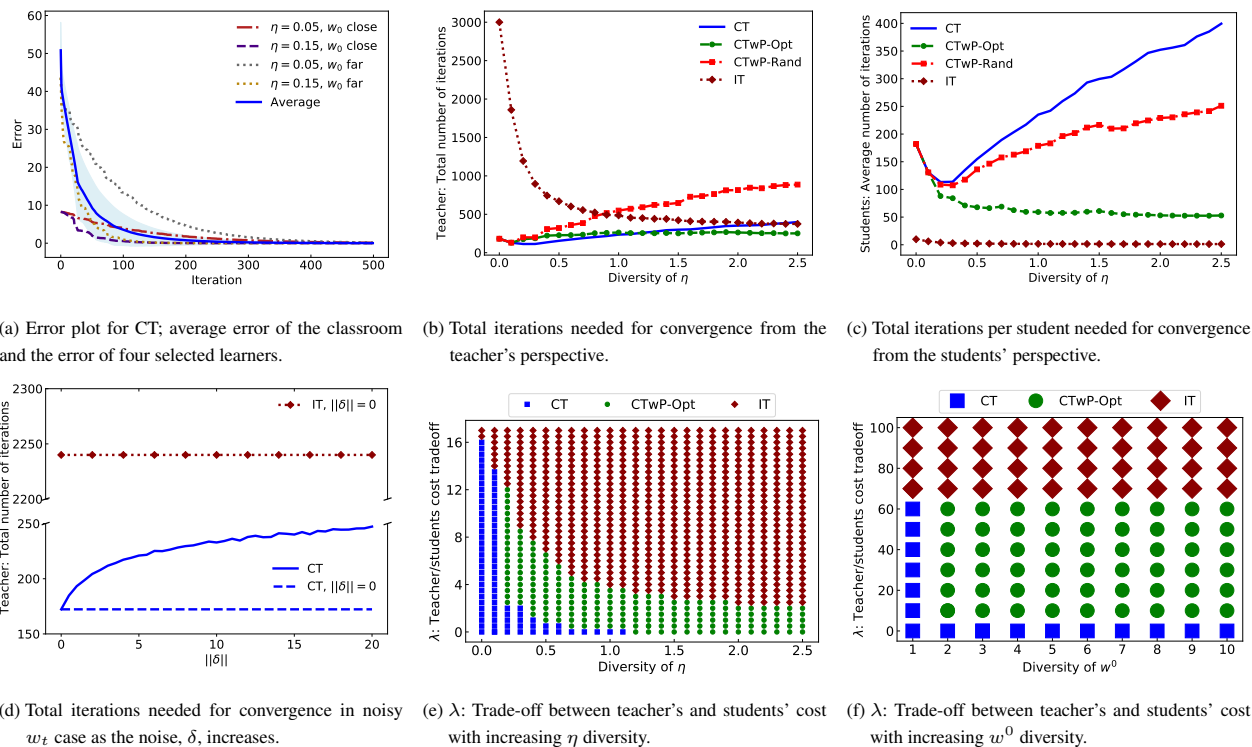 60
50
40
30
20
10
0
Error
0 100 200 300 400 500
Iteration
η = 0.05, w₀ close
η = 0.15, w₀ close
η = 0.05, w₀ far
η = 0.15, w₀ far
Average
3000
2500
2000
1500
1000
500
0
Teacher: Total number of iterations
0.0 0.5 1.0 1.5 2.0 2.5
Diversity of η
CT
CTwP-Opt
CTwP-Rand
IT
400
350
300
250
200
150
100
50
0
Students: Average number of iterations
0.0 0.5 1.0 1.5 2.0 2.5
Diversity of η
CT
CTwP-Opt
CTwP-Rand
IT
(a) Error plot for CT; average error of the classroom
and the error of four selected learners.
(b) Total iterations needed for convergence from the
teacher's perspective.
(c) Total iterations per student needed for convergence
from the students' perspective.
2300
2250
2200
250
200
150
Teacher: Total number of iterations
0 5 10 15 20
||δ||
IT, ||δ|| = 0
CT
CT, ||δ|| = 0
CT CTwP-Opt IT
16
12
8
4
0
λ: Teacher/students cost tradeoff
0.0 0.5 1.0 1.5 2.0 2.5
Diversity of η
CT CTwP-Opt IT
100
80
60
40
20
0
λ: Teacher/students cost tradeoff
1 2 3 4 5 6 7 8 9 10
Diversity of w⁰
(d) Total iterations needed for convergence in noisy
wₜ case as the noise, δ, increases.
(e) λ: Trade-off between teacher's and students' cost
with increasing η diversity.
(f) λ: Trade-off between teacher's and students' cost
with increasing w⁰ diversity.